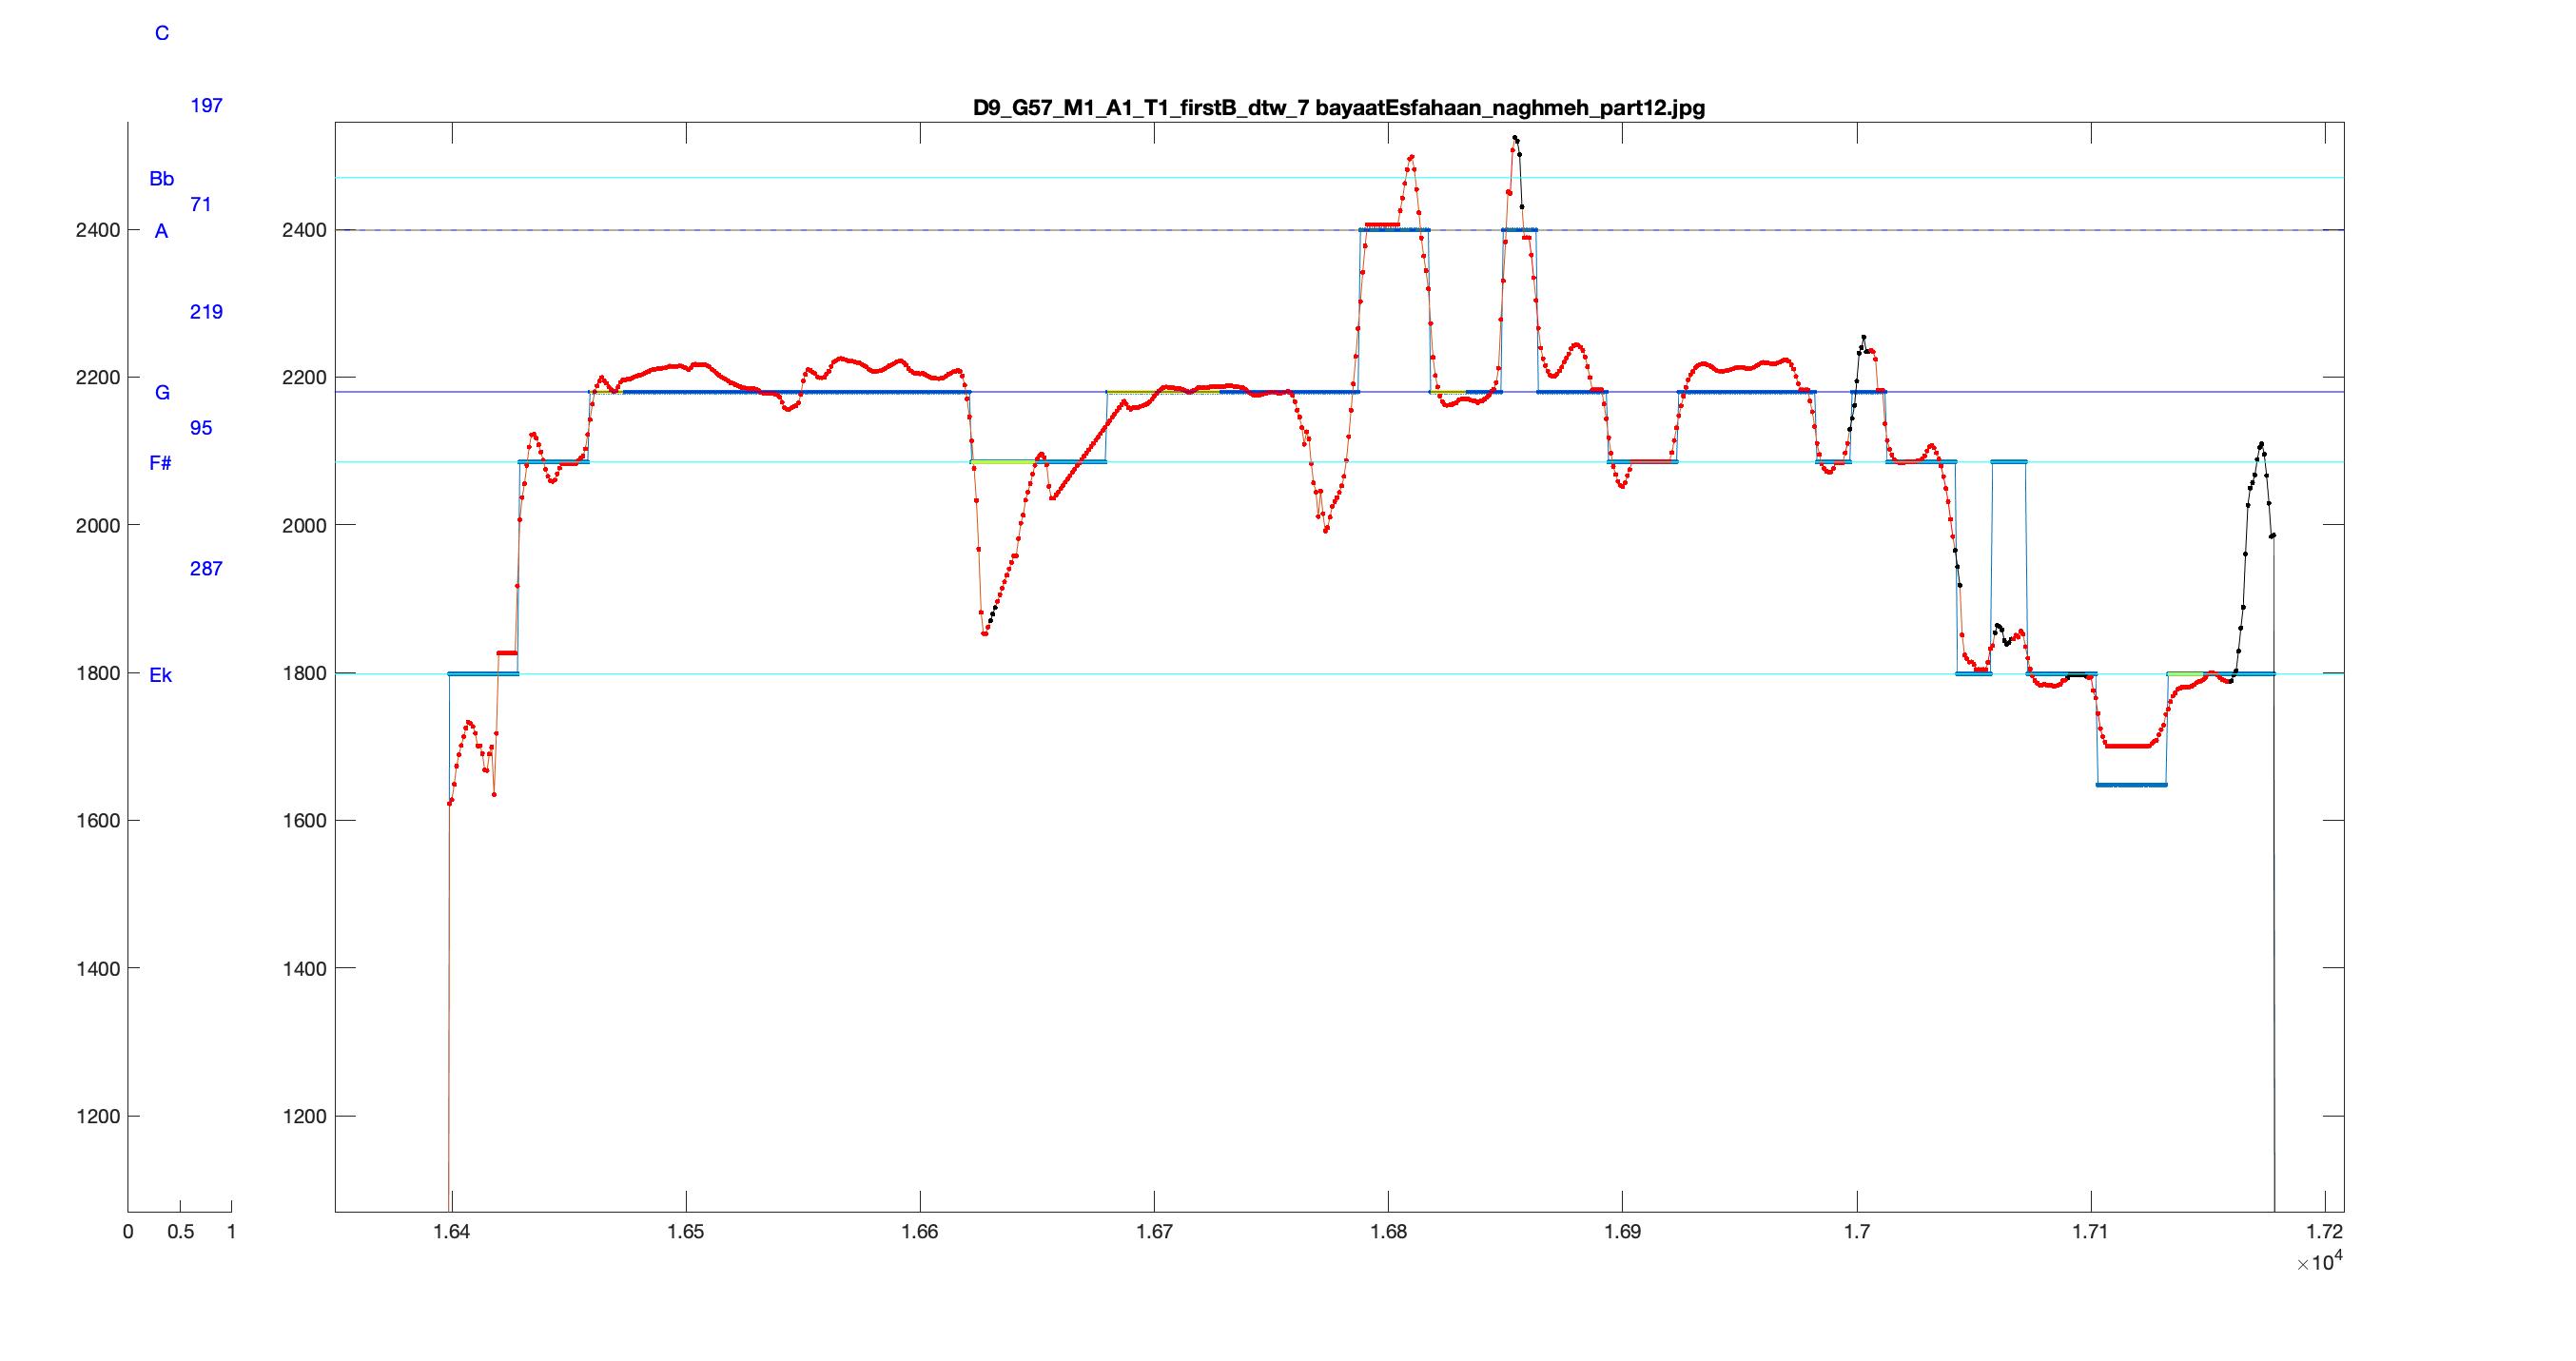 C
197
D9_G57_M1_A1_T1_firstB_dtw_7 bayaatEsfahaan_naghmeh_part12.jpg
Bb
71
2400 A 2400
219
2200 G 2200
95
F#
2000 2000
287
1800 Ek 1800
1600 1600
1400 1400
1200 1200
0 0.5 1 1.64 1.65 1.66 1.67 1.68 1.69 1.7 1.71 1.72
×10^4